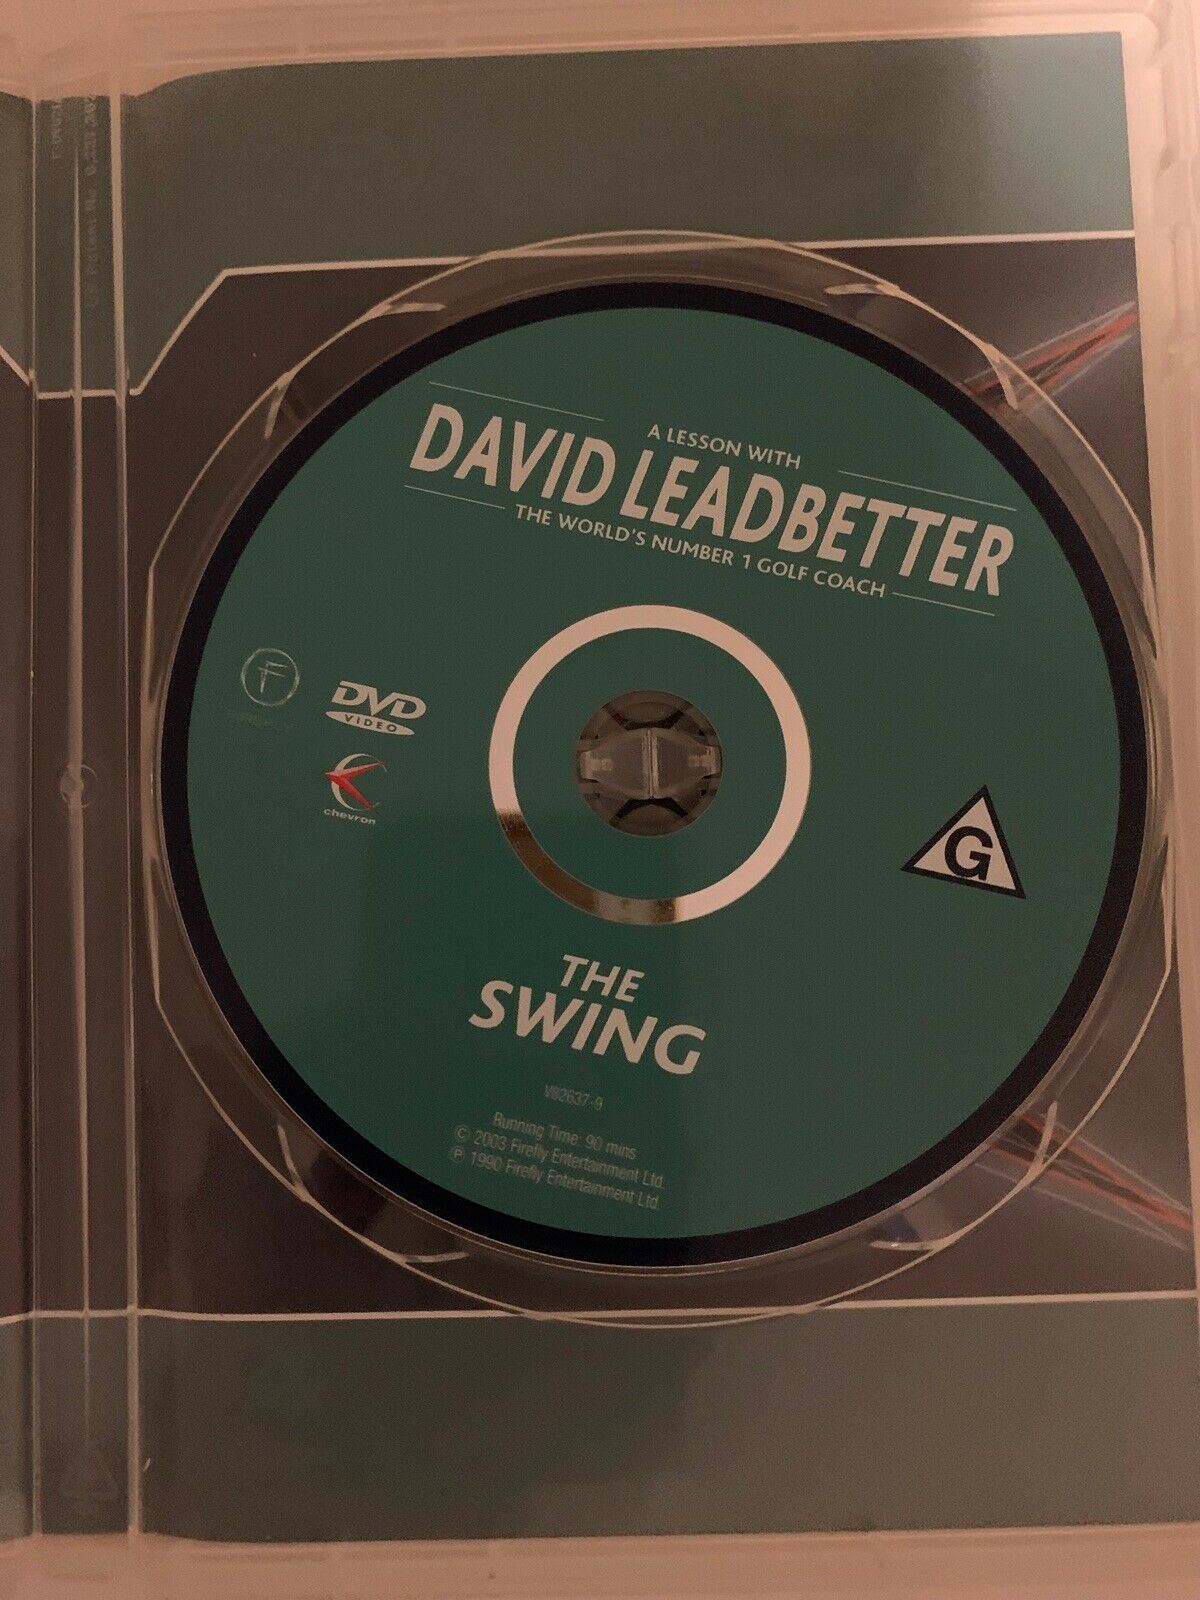 A LESSON WITH
DAVID LEADBETTER
THE WORLD'S NUMBER 1 GOLF COACH
F
DVD
VIDEO
chevron
G
THE
SWING
V82637-9
Running Time: 90 mins
© 2003 Firefly Entertainment Ltd.
℗ 1990 Firefly Entertainment Ltd.